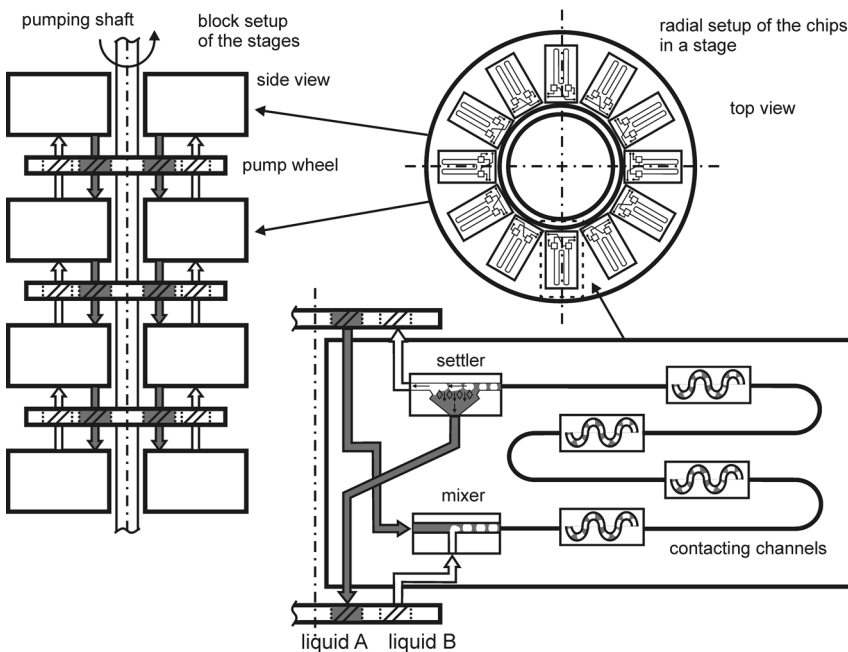 pumping shaft
block setup
of the stages
side view
pump wheel
radial setup of the chips
in a stage
top view
settler
mixer
contacting channels
liquid A
liquid B